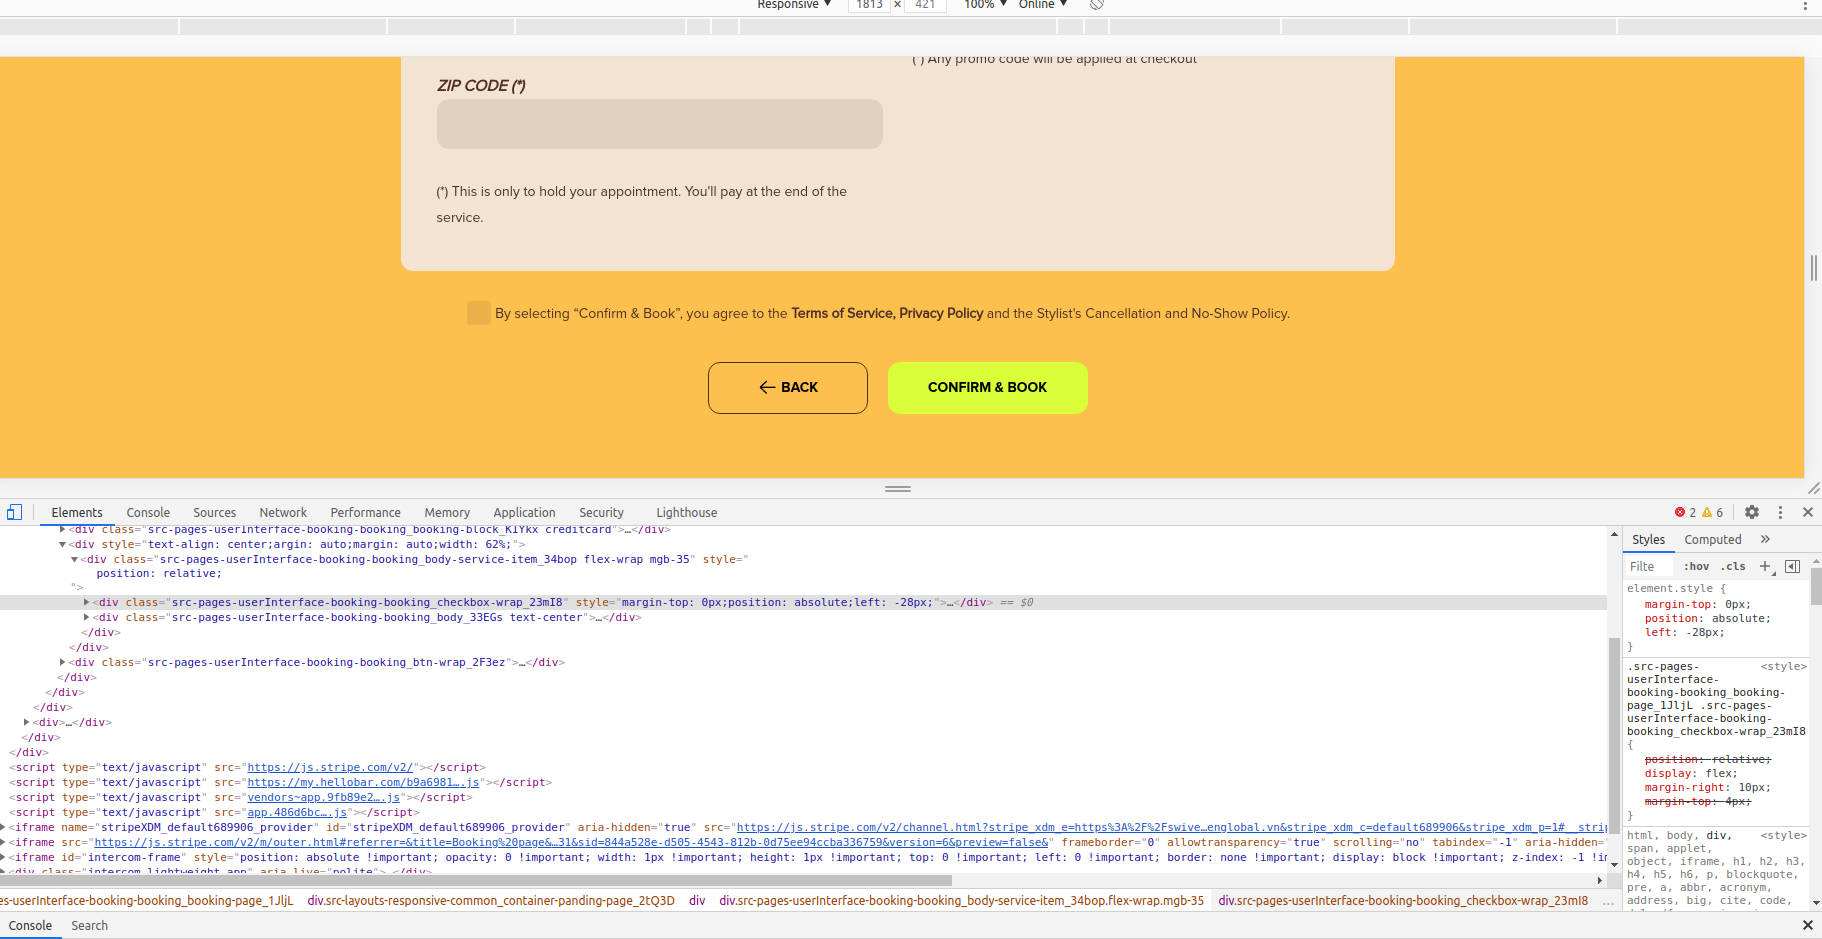 Responsive ▼ 1813 × 421 100% ▼ Online ▼
(*) Any promo code will be applied at checkout
ZIP CODE (*)
(*) This is only to hold your appointment. You'll pay at the end of the
service.
By selecting “Confirm & Book”, you agree to the Terms of Service, Privacy Policy and the Stylist's Cancellation and No-Show Policy.
← BACK
CONFIRM & BOOK
Elements Console Sources Network Performance Memory Application Security Lighthouse 2 6
<div class="src-pages-userInterface-booking-booking_booking-block_KIYkx creditcard">…</div>
<div style="text-align: center;argin: auto;margin: auto;width: 62%;">
<div class="src-pages-userInterface-booking-booking_body-service-item_34bop flex-wrap mgb-35" style="
position: relative;
">
<div class="src-pages-userInterface-booking-booking_checkbox-wrap_23mI8" style="margin-top: 0px;position: absolute;left: -28px;">…</div> == $0
<div class="src-pages-userInterface-booking-booking_body_33EGs text-center">…</div>
</div>
</div>
<div class="src-pages-userInterface-booking-booking_btn-wrap_2F3ez">…</div>
</div>
</div>
</div>
<div>…</div>
</div>
</div>
<script type="text/javascript" src="https://js.stripe.com/v2/"></script>
<script type="text/javascript" src="https://my.hellobar.com/b9a6981….js"></script>
<script type="text/javascript" src="vendors~app.9fb89e2….js"></script>
<script type="text/javascript" src="app.486d6bc….js"></script>
<iframe name="stripeXDM_default689906_provider" id="stripeXDM_default689906_provider" aria-hidden="true" src="https://js.stripe.com/v2/channel.html?stripe_xdm_e=https%3A%2F%2Fswive…englobal.vn&stripe_xdm_c=default689906&stripe_xdm_p=1#__strip
<iframe src="https://js.stripe.com/v2/m/outer.html#referrer=&title=Booking%20page&…31&sid=844a528e-d505-4543-812b-0d75ee94ccba336759&version=6&preview=false&" frameborder="0" allowtransparency="true" scrolling="no" tabindex="-1" aria-hidden="
<iframe id="intercom-frame" style="position: absolute !important; opacity: 0 !important; width: 1px !important; height: 1px !important; top: 0 !important; left: 0 !important; border: none !important; display: block !important; z-index: -1 !im
<div class="intercom-lightweight-app" aria-live="polite">…</div>
es-userInterface-booking-booking_booking-page_1JljL div.src-layouts-responsive-common_container-panding-page_2tQ3D div div.src-pages-userInterface-booking-booking_body-service-item_34bop.flex-wrap.mgb-35 div.src-pages-userInterface-booking-booking_checkbox-wrap_23mI8 …
Styles Computed »
Filte :hov .cls +
element.style {
margin-top: 0px;
position: absolute;
left: -28px;
}
.src-pages- <style>
userInterface-
booking-booking_booking-
page_1JljL .src-pages-
userInterface-booking-
booking_checkbox-wrap_23mI8
{
position: relative;
display: flex;
margin-right: 10px;
margin-top: 4px;
}
html, body, div, <style>
span, applet,
object, iframe, h1, h2, h3,
h4, h5, h6, p, blockquote,
pre, a, abbr, acronym,
address, big, cite, code,
Console Search